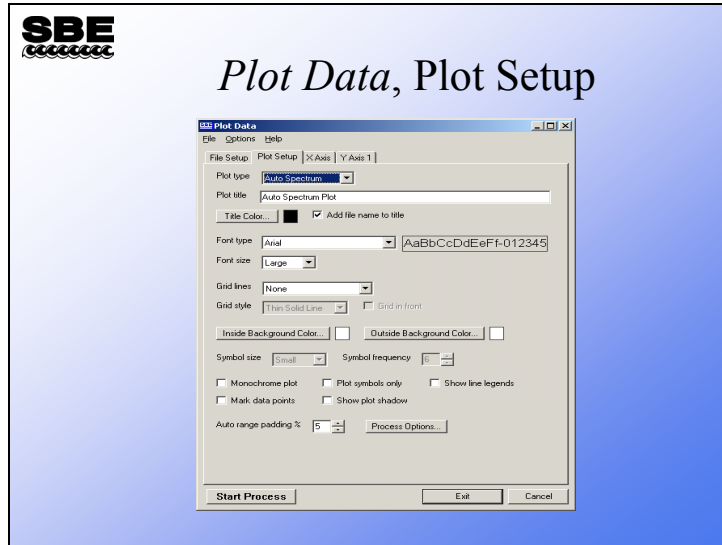 SBE
Plot Data, Plot Setup
SBE Plot Data
File Options Help
File Setup Plot Setup X Axis Y Axis 1
Plot type Auto Spectrum
Plot title Auto Spectrum Plot
Title Color... Add file name to title
Font type Arial AaBbCcDdEeFf-012345
Font size Large
Grid lines None
Grid style Thin Solid Line Grid in front
Inside Background Color... Outside Background Color...
Symbol size Small Symbol frequency 6
Monochrome plot Plot symbols only Show line legends
Mark data points Show plot shadow
Auto range padding % 5 Process Options...
Start Process Exit Cancel